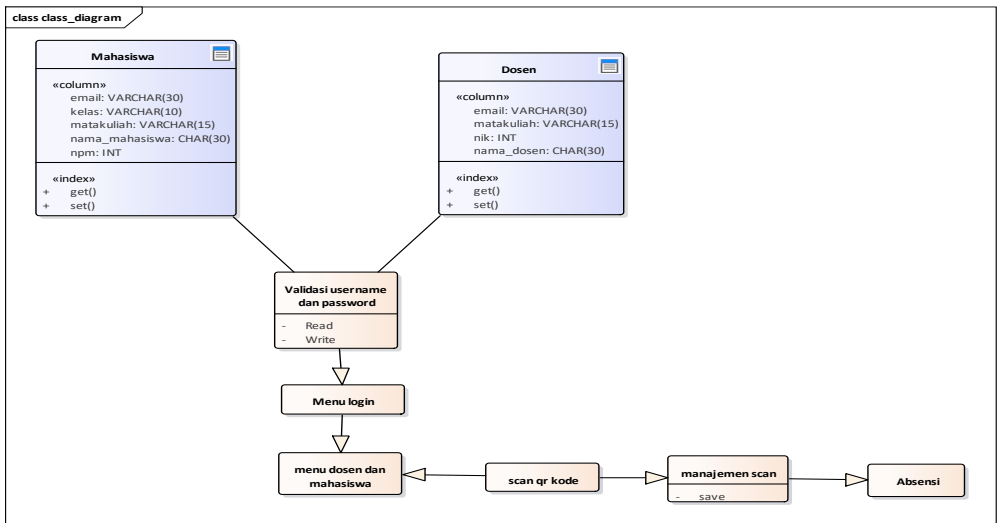 class class_diagram
Mahasiswa
«column»
email: VARCHAR(30)
kelas: VARCHAR(10)
matakuliah: VARCHAR(15)
nama_mahasiswa: CHAR(30)
npm: INT
«index»
+ get()
+ set()
Dosen
«column»
email: VARCHAR(30)
matakuliah: VARCHAR(15)
nik: INT
nama_dosen: CHAR(30)
«index»
+ get()
+ set()
Validasi username
dan password
- Read
- Write
Menu login
menu dosen dan
mahasiswa
scan qr kode
manajemen scan
- save
Absensi